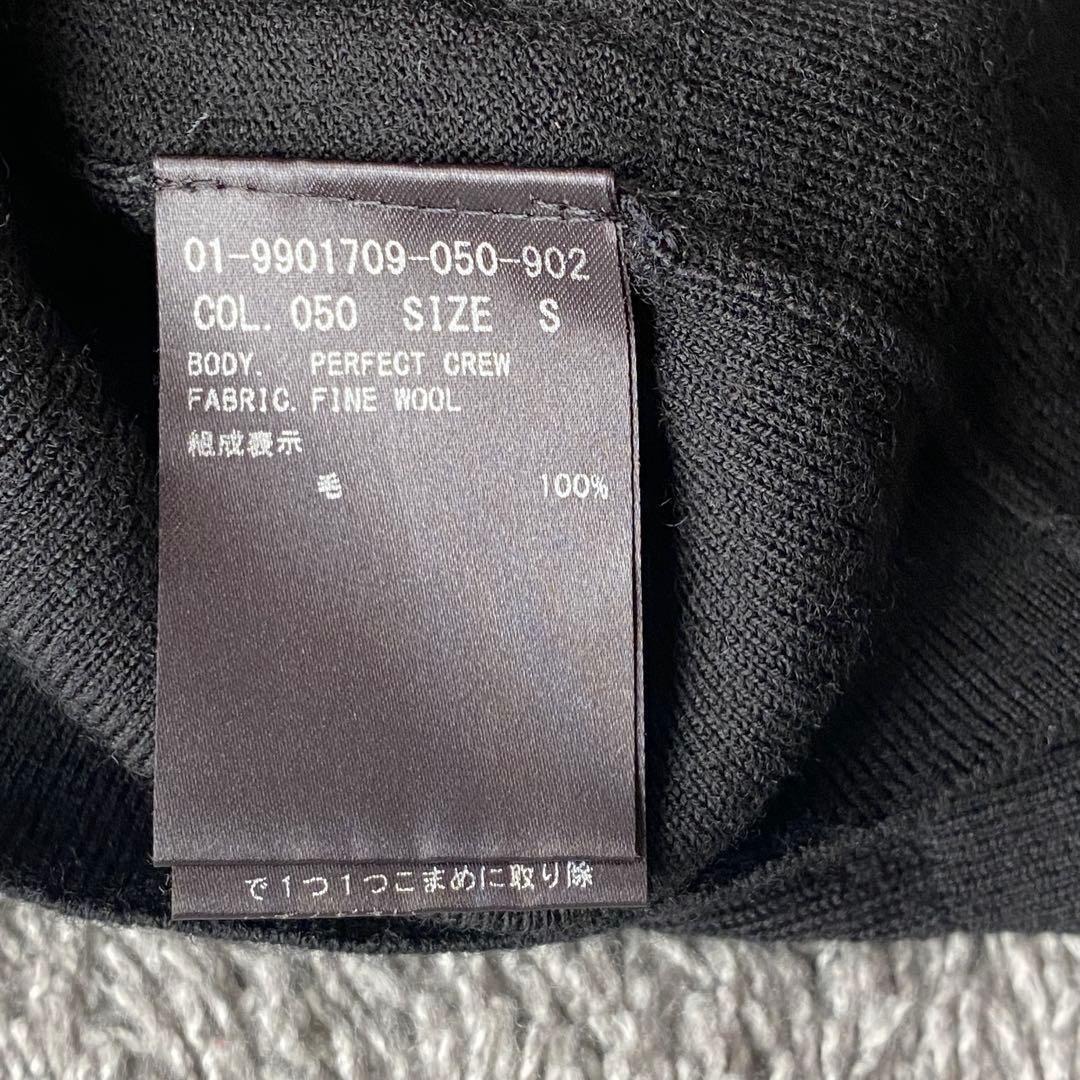 01-9901709-050-902
COL. 050 SIZE S
BODY. PERFECT CREW
FABRIC. FINE WOOL
組成表示
毛 100%
で1つ1つこまめに取り除